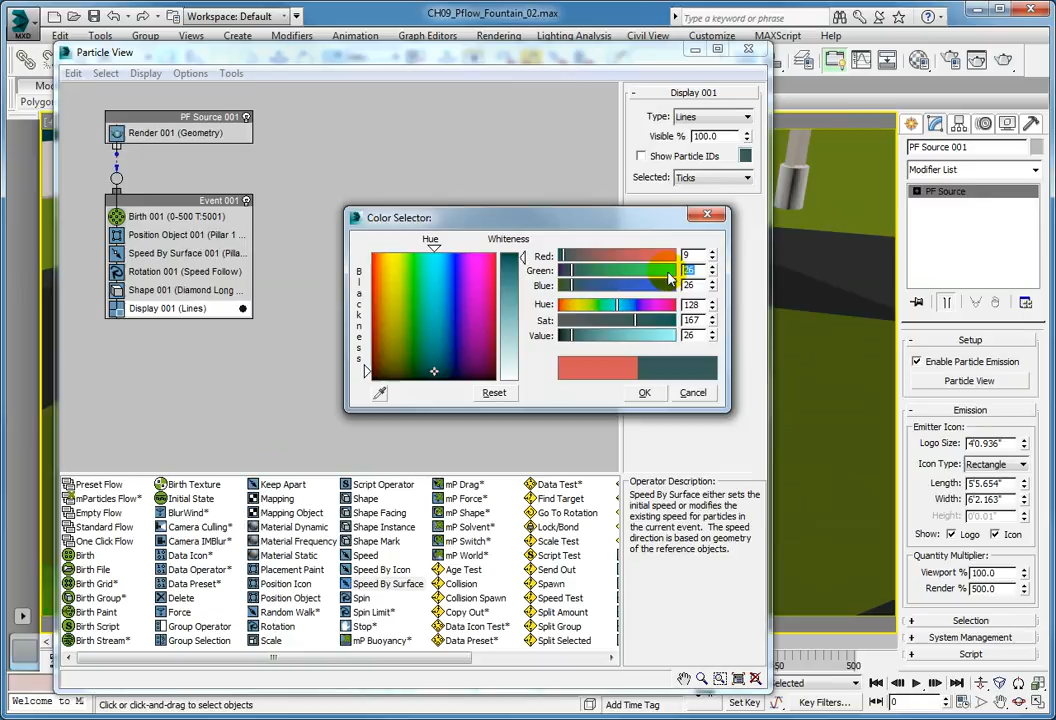 Workspace: Default
CH09_Pflow_Fountain_02.max
Type a keyword or phrase
MXD
Edit Tools Group Views Create Modifiers Animation Graph Editors Rendering Lighting Analysis Civil View Customize MAXScript Help
Particle View
Edit Select Display Options Tools
PF Source 001
Render 001 (Geometry)
Event 001
Birth 001 (0-500 T:5001)
Position Object 001 (Pillar 1 ...
Speed By Surface 001 (Pilla...
Rotation 001 (Speed Follow)
Shape 001 (Diamond Long ...
Display 001 (Lines)
Display 001
Type: Lines
Visible % 100.0
Show Particle IDs
Selected: Ticks
Color Selector:
Hue Whiteness
Blackness
Red: 9
Green: 26
Blue: 26
Hue: 128
Sat: 167
Value: 26
Reset OK Cancel
Preset Flow Birth Texture Keep Apart Script Operator mP Drag* Data Test*
mParticles Flow* Initial State Mapping Shape mP Force* Find Target
Empty Flow BlurWind* Mapping Object Shape Facing mP Shape* Go To Rotation
Standard Flow Camera Culling* Material Dynamic Shape Instance mP Solvent* Lock/Bond
One Click Flow Camera IMBlur* Material Frequency Shape Mark mP Switch* Scale Test
Birth Data Icon* Material Static Speed mP World* Script Test
Birth File Data Operator* Placement Paint Speed By Icon Age Test Send Out
Birth Grid* Data Preset* Position Icon Speed By Surface Collision Spawn
Birth Group* Delete Position Object Spin Collision Spawn Speed Test
Birth Paint Force Random Walk* Spin Limit* Copy Out* Split Amount
Birth Script Group Operator Rotation Stop* Data Icon Test* Split Group
Birth Stream* Group Selection Scale mP Buoyancy* Data Preset* Split Selected
Operator Description:
Speed By Surface either sets the
initial speed or modifies the
existing speed for particles in
the current event. The speed
direction is based on geometry
of the reference objects.
PF Source 001
Modifier List
PF Source
Setup
Enable Particle Emission
Particle View
Emission
Emitter Icon:
Logo Size: 4'0.936"
Icon Type: Rectangle
Length: 5'5.654"
Width: 6'2.163"
Height: 0'0.01"
Show: Logo Icon
Quantity Multiplier:
Viewport % 100.0
Render % 500.0
Selection
System Management
Script
500
Selected
Welcome to M
Click or click-and-drag to select objects
Add Time Tag
Set Key
Key Filters...
0